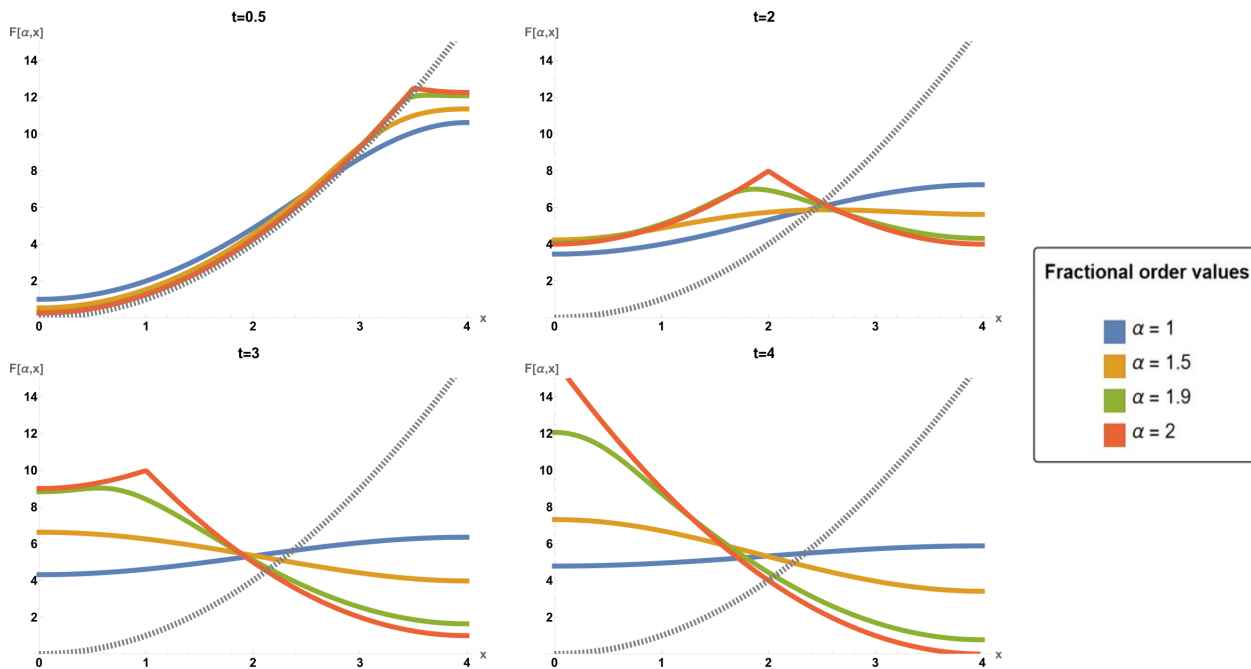 t=0.5
F[α,x]
14
12
10
8
6
4
2
0 1 2 3 4 x
t=2
F[α,x]
14
12
10
8
6
4
2
0 1 2 3 4 x
t=3
F[α,x]
14
12
10
8
6
4
2
0 1 2 3 4 x
t=4
F[α,x]
14
12
10
8
6
4
2
0 1 2 3 4 x
Fractional order values
α = 1
α = 1.5
α = 1.9
α = 2